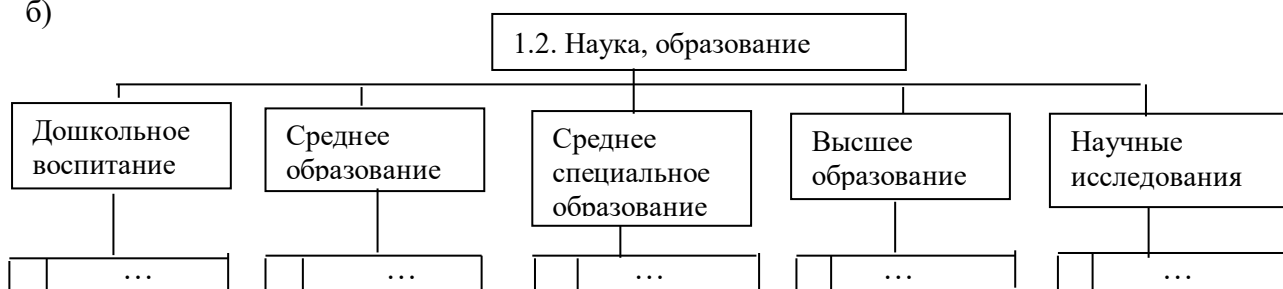 б)
1.2. Наука, образование
Дошкольное
воспитание
Среднее
образование
Среднее
специальное
образование
Высшее
образование
Научные
исследования
…
…
…
…
…